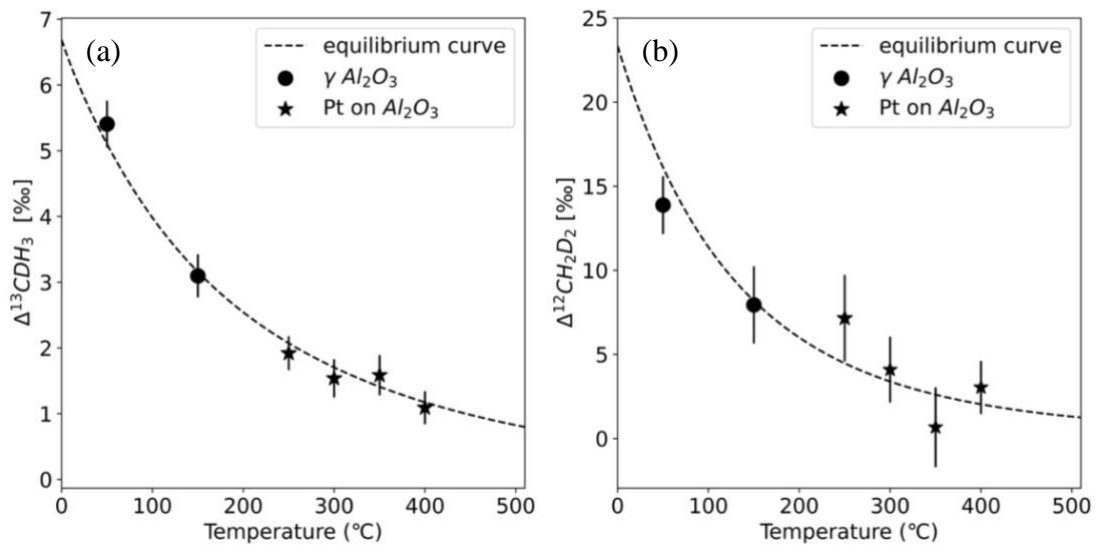 (a)
equilibrium curve
γ Al₂O₃
Pt on Al₂O₃
7
6
5
4
3
2
1
0
Δ¹³CDH₃ [‰]
0 100 200 300 400 500
Temperature (℃)
(b)
equilibrium curve
γ Al₂O₃
Pt on Al₂O₃
25
20
15
10
5
0
Δ¹²CH₂D₂ [‰]
0 100 200 300 400 500
Temperature (℃)